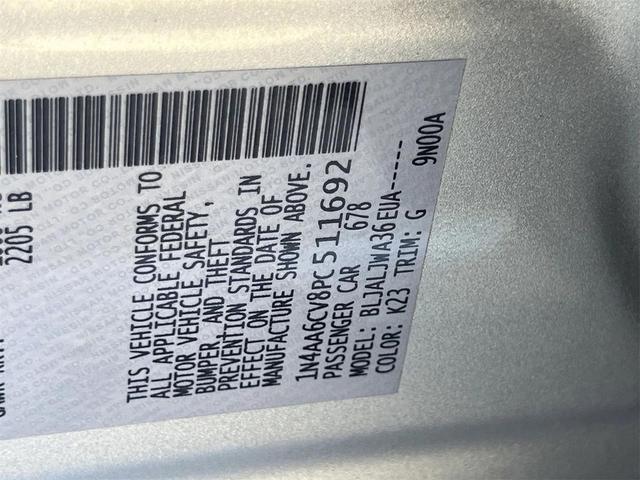 2205 LB
THIS VEHICLE CONFORMS TO
ALL APPLICABLE FEDERAL
MOTOR VEHICLE SAFETY,
BUMPER, AND THEFT
PREVENTION STANDARDS IN
EFFECT ON THE DATE OF
MANUFACTURE SHOWN ABOVE.
1N4AA6CV8PC511692
PASSENGER CAR 678
MODEL: BLJALJWA36EUA-----
COLOR: K23 TRIM: G 9N00A